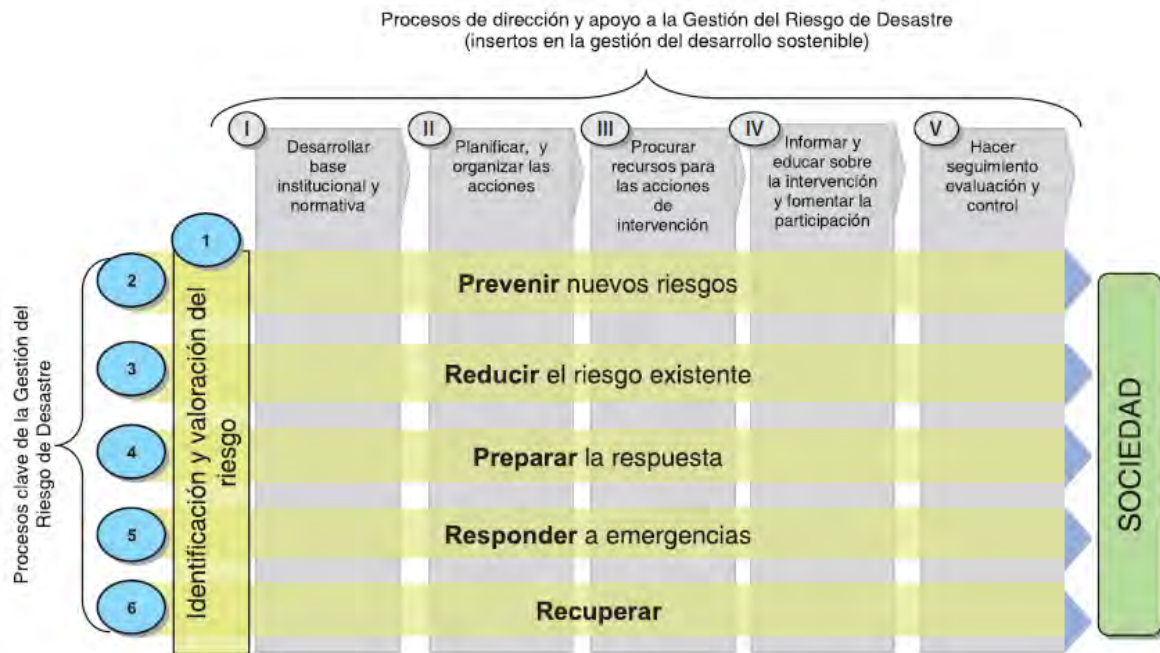 Procesos de dirección y apoyo a la Gestión del Riesgo de Desastre
(insertos en la gestión del desarrollo sostenible)
I
Desarrollar
base
institucional y
normativa
II
Planificar, y
organizar las
acciones
III
Procurar
recursos para
las acciones
de
intervención
IV
Informar y
educar sobre
la intervención
y fomentar la
participación
V
Hacer
seguimiento
evaluación y
control
Procesos clave de la Gestión del
Riesgo de Desastre
1
Identificación y valoración del
riesgo
2
Prevenir nuevos riesgos
3
Reducir el riesgo existente
4
Preparar la respuesta
5
Responder a emergencias
6
Recuperar
SOCIEDAD